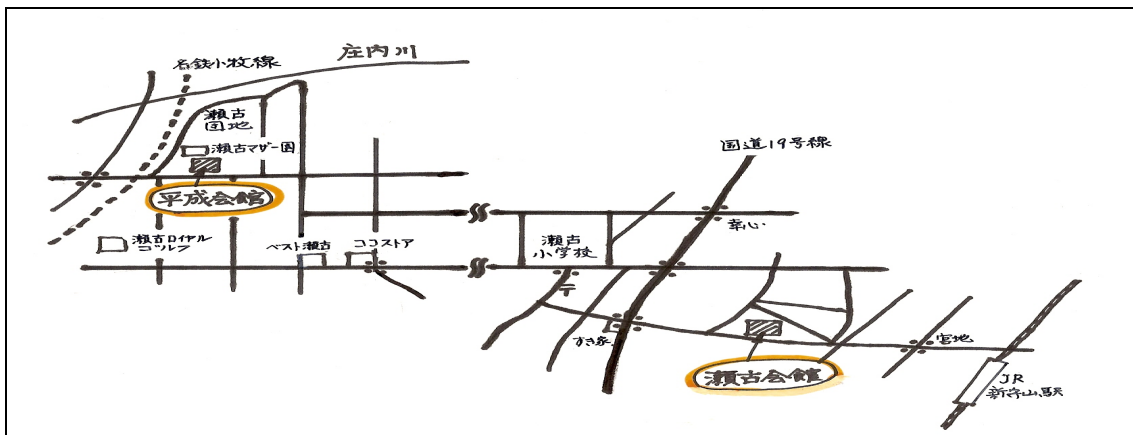 庄内川
名鉄小牧線
瀬古
団地
瀬古マザー園
平成会館
瀬古ロイヤル
ゴルフ
ベスト瀬古
ココストア
国道19号線
幸心
瀬古
小学校
〒
すき家
瀬古会館
宮地
JR
新守山駅